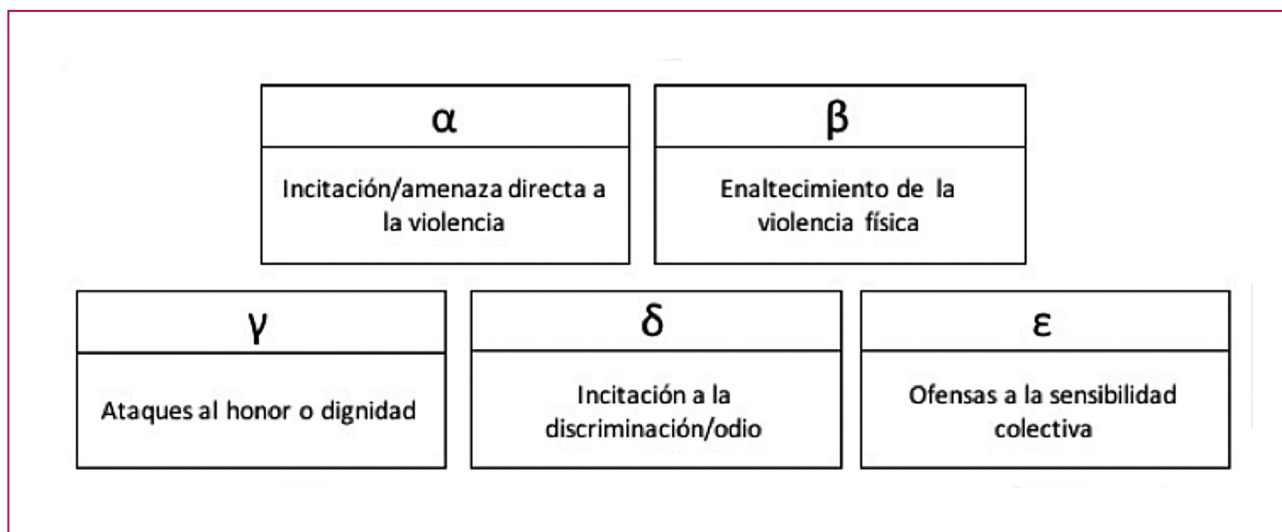 α
Incitación/amenaza directa a
la violencia
β
Enaltecimiento de la
violencia física
γ
Ataques al honor o dignidad
δ
Incitación a la
discriminación/odio
ε
Ofensas a la sensibilidad
colectiva